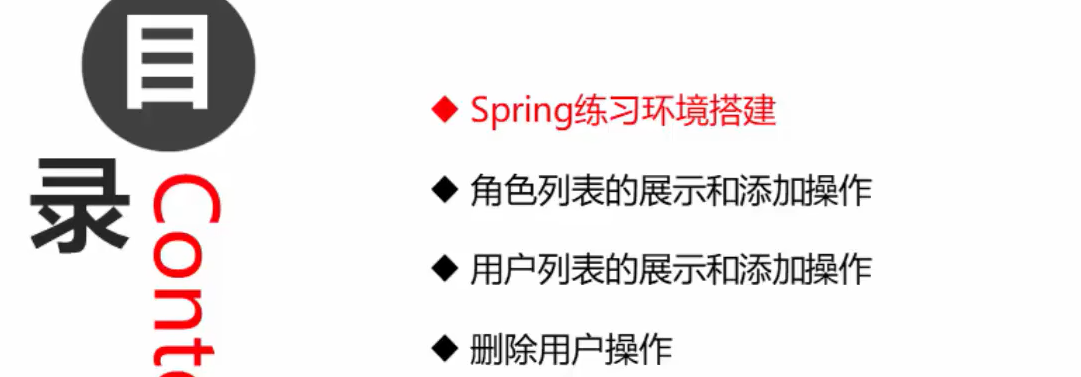 目录
Conte
Spring练习环境搭建
角色列表的展示和添加操作
用户列表的展示和添加操作
删除用户操作